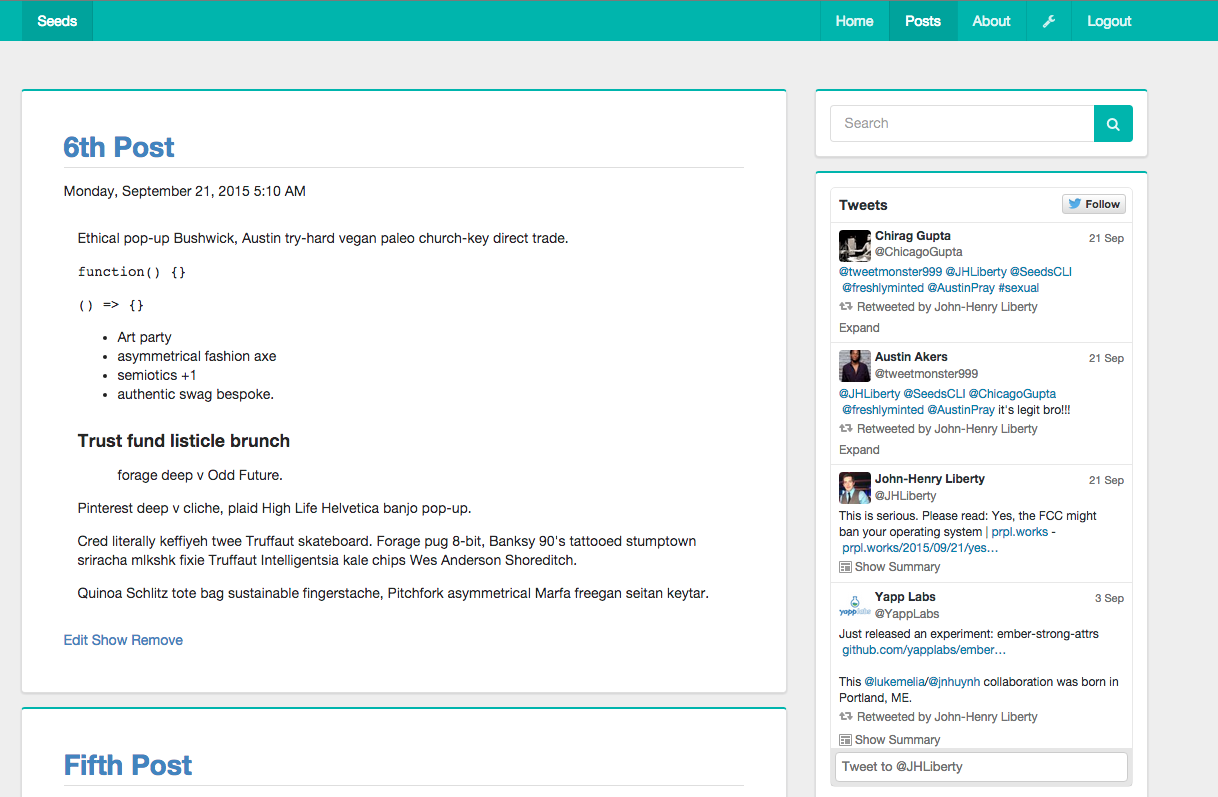 Seeds
Home
Posts
About
Logout
6th Post
Monday, September 21, 2015 5:10 AM
Ethical pop-up Bushwick, Austin try-hard vegan paleo church-key direct trade.
function() {}
() => {}
• Art party
• asymmetrical fashion axe
• semiotics +1
• authentic swag bespoke.
Trust fund listicle brunch
forage deep v Odd Future.
Pinterest deep v cliche, plaid High Life Helvetica banjo pop-up.
Cred literally keffiyeh twee Truffaut skateboard. Forage pug 8-bit, Banksy 90's tattooed stumptown
sriracha mlkshk fixie Truffaut Intelligentsia kale chips Wes Anderson Shoreditch.
Quinoa Schlitz tote bag sustainable fingerstache, Pitchfork asymmetrical Marfa freegan seitan keytar.
Edit Show Remove
Fifth Post
Search
Tweets
Follow
Chirag Gupta
21 Sep
@ChicagoGupta
@tweetmonster999 @JHLiberty @SeedsCLI
@freshlyminted @AustinPray #sexual
Retweeted by John-Henry Liberty
Expand
Austin Akers
21 Sep
@tweetmonster999
@JHLiberty @SeedsCLI @ChicagoGupta
@freshlyminted @AustinPray it's legit bro!!!
Retweeted by John-Henry Liberty
Expand
John-Henry Liberty
21 Sep
@JHLiberty
This is serious. Please read: Yes, the FCC might
ban your operating system | prpl.works -
prpl.works/2015/09/21/yes…
Show Summary
yapplabs
Yapp Labs
3 Sep
@YappLabs
Just released an experiment: ember-strong-attrs
github.com/yapplabs/ember…
This @lukemelia/@jnhuynh collaboration was born in
Portland, ME.
Retweeted by John-Henry Liberty
Show Summary
Tweet to @JHLiberty